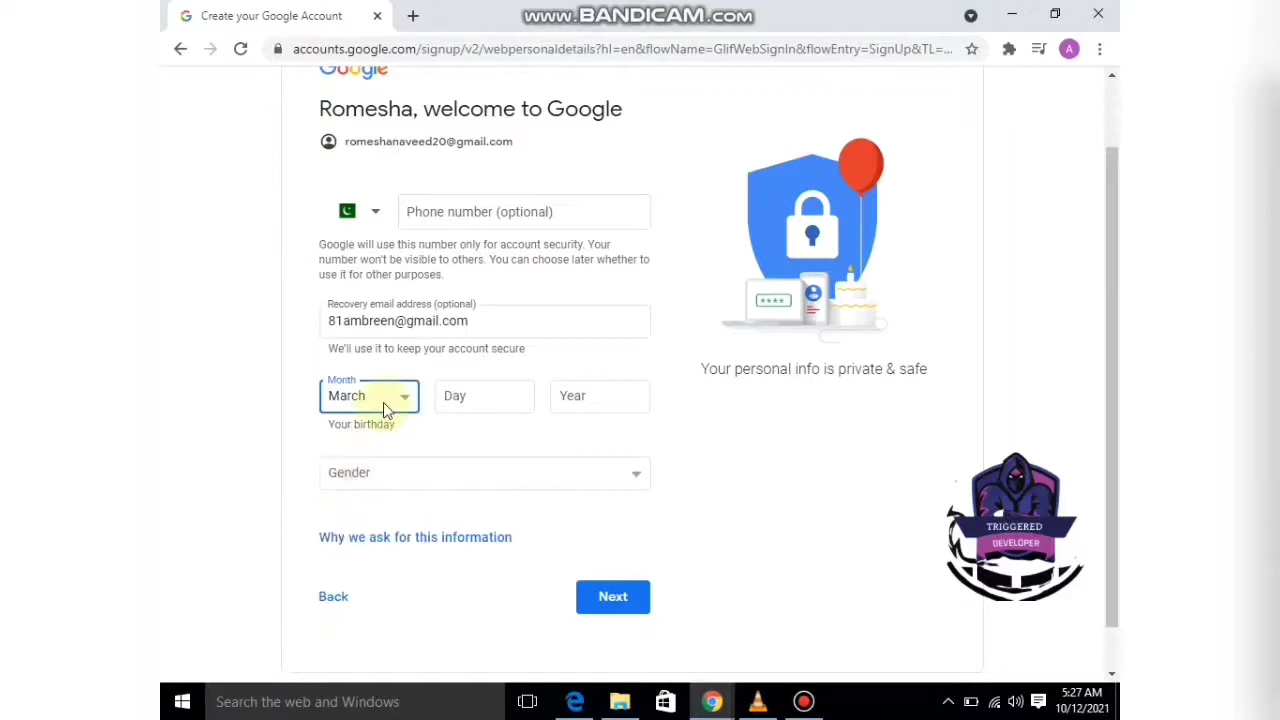 Create your Google Account
www.BANDICAM.com
accounts.google.com/signup/v2/webpersonaldetails?hl=en&flowName=GlifWebSignIn&flowEntry=SignUp&TL=...
A
Google
Romesha, welcome to Google
romeshanaveed20@gmail.com
Phone number (optional)
Google will use this number only for account security. Your
number won't be visible to others. You can choose later whether to
use it for other purposes.
Recovery email address (optional)
81ambreen@gmail.com
We'll use it to keep your account secure
Month
March
Day
Year
Your birthday
Gender
Why we ask for this information
Back
Next
****
Your personal info is private & safe
TRIGGERED
DEVELOPER
Search the web and Windows
5:27 AM
10/12/2021